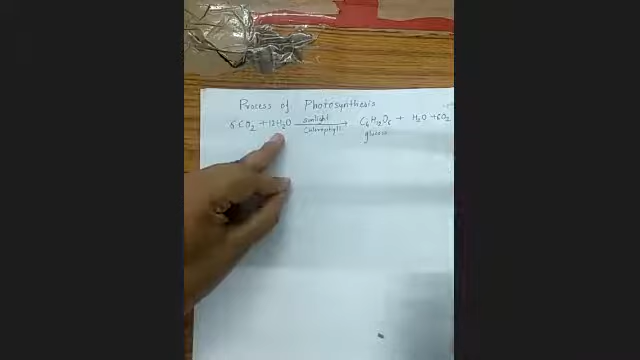 Process of Photosynthesis
6CO2 + 12H2O sunlight → C6H12O6 + H2O + 6O2
Chlorophyll glucose